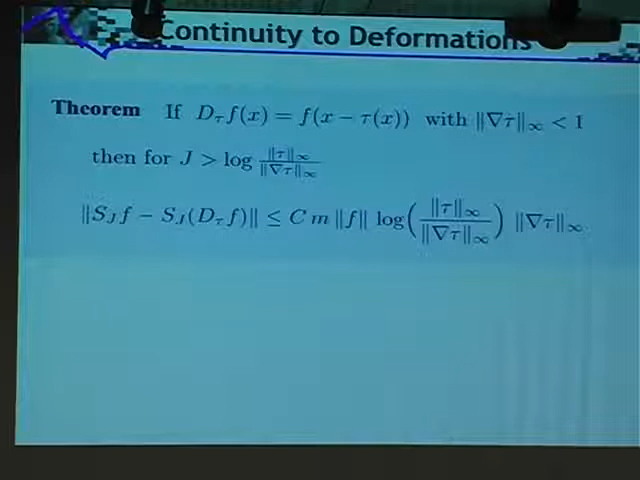 Continuity to Deformations
Theorem If D_τ f(x) = f(x − τ(x)) with ‖∇τ‖_∞ < 1
then for J > log ‖τ‖_∞ / ‖∇τ‖_∞
‖S_J f − S_J(D_τ f)‖ ≤ C m ‖f‖ log(‖τ‖_∞ / ‖∇τ‖_∞) ‖∇τ‖_∞